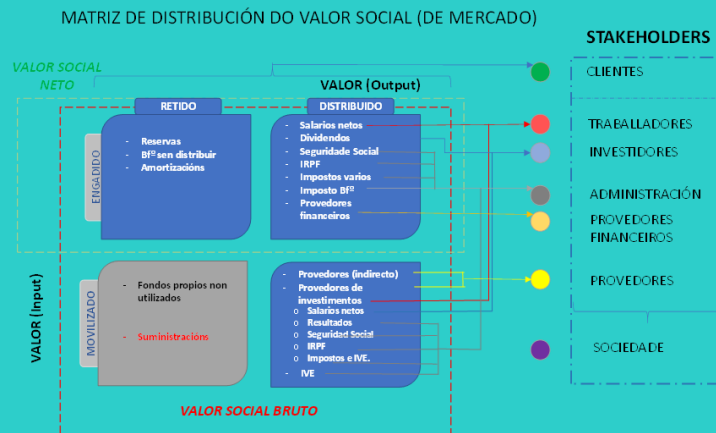 MATRIZ DE DISTRIBUCIÓN DO VALOR SOCIAL (DE MERCADO)
STAKEHOLDERS
VALOR SOCIAL
NETO
VALOR (Output)
RETIDO
DISTRIBUIDO
ENGADIDO
- Reservas
- Bfº sen distribuir
- Amortizacións
- Salarios netos
- Dividendos
- Seguridade Social
- IRPF
- Impostos varios
- Imposto Bfº
- Provedores
financeiros
VALOR (Input)
MOVILIZADO
- Fondos propios non
utilizados
- Suministracións
- Provedores (indirecto)
- Provedores de
investimentos
o Salarios netos
o Resultados
o Seguridad Social
o IRPF
o Impostos e IVE.
- IVE
VALOR SOCIAL BRUTO
CLIENTES
TRABALLADORES
INVESTIDORES
ADMINISTRACIÓN
PROVEDORES
FINANCEIROS
PROVEDORES
SOCIEDADE